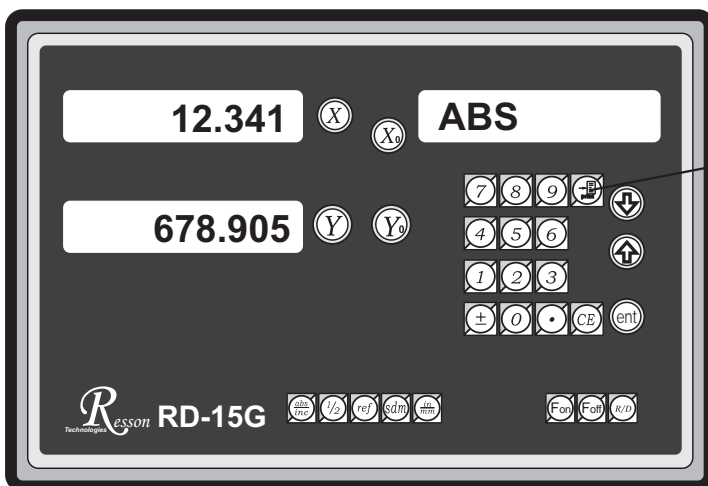 12.341 X X₀ ABS
7 8 9
678.905 Y Y₀
4 5 6
1 2 3
± 0 • CE ent
Resson RD-15G abs/inc 1/2 ref sdm in/mm Fon Foff R/D
Technologies